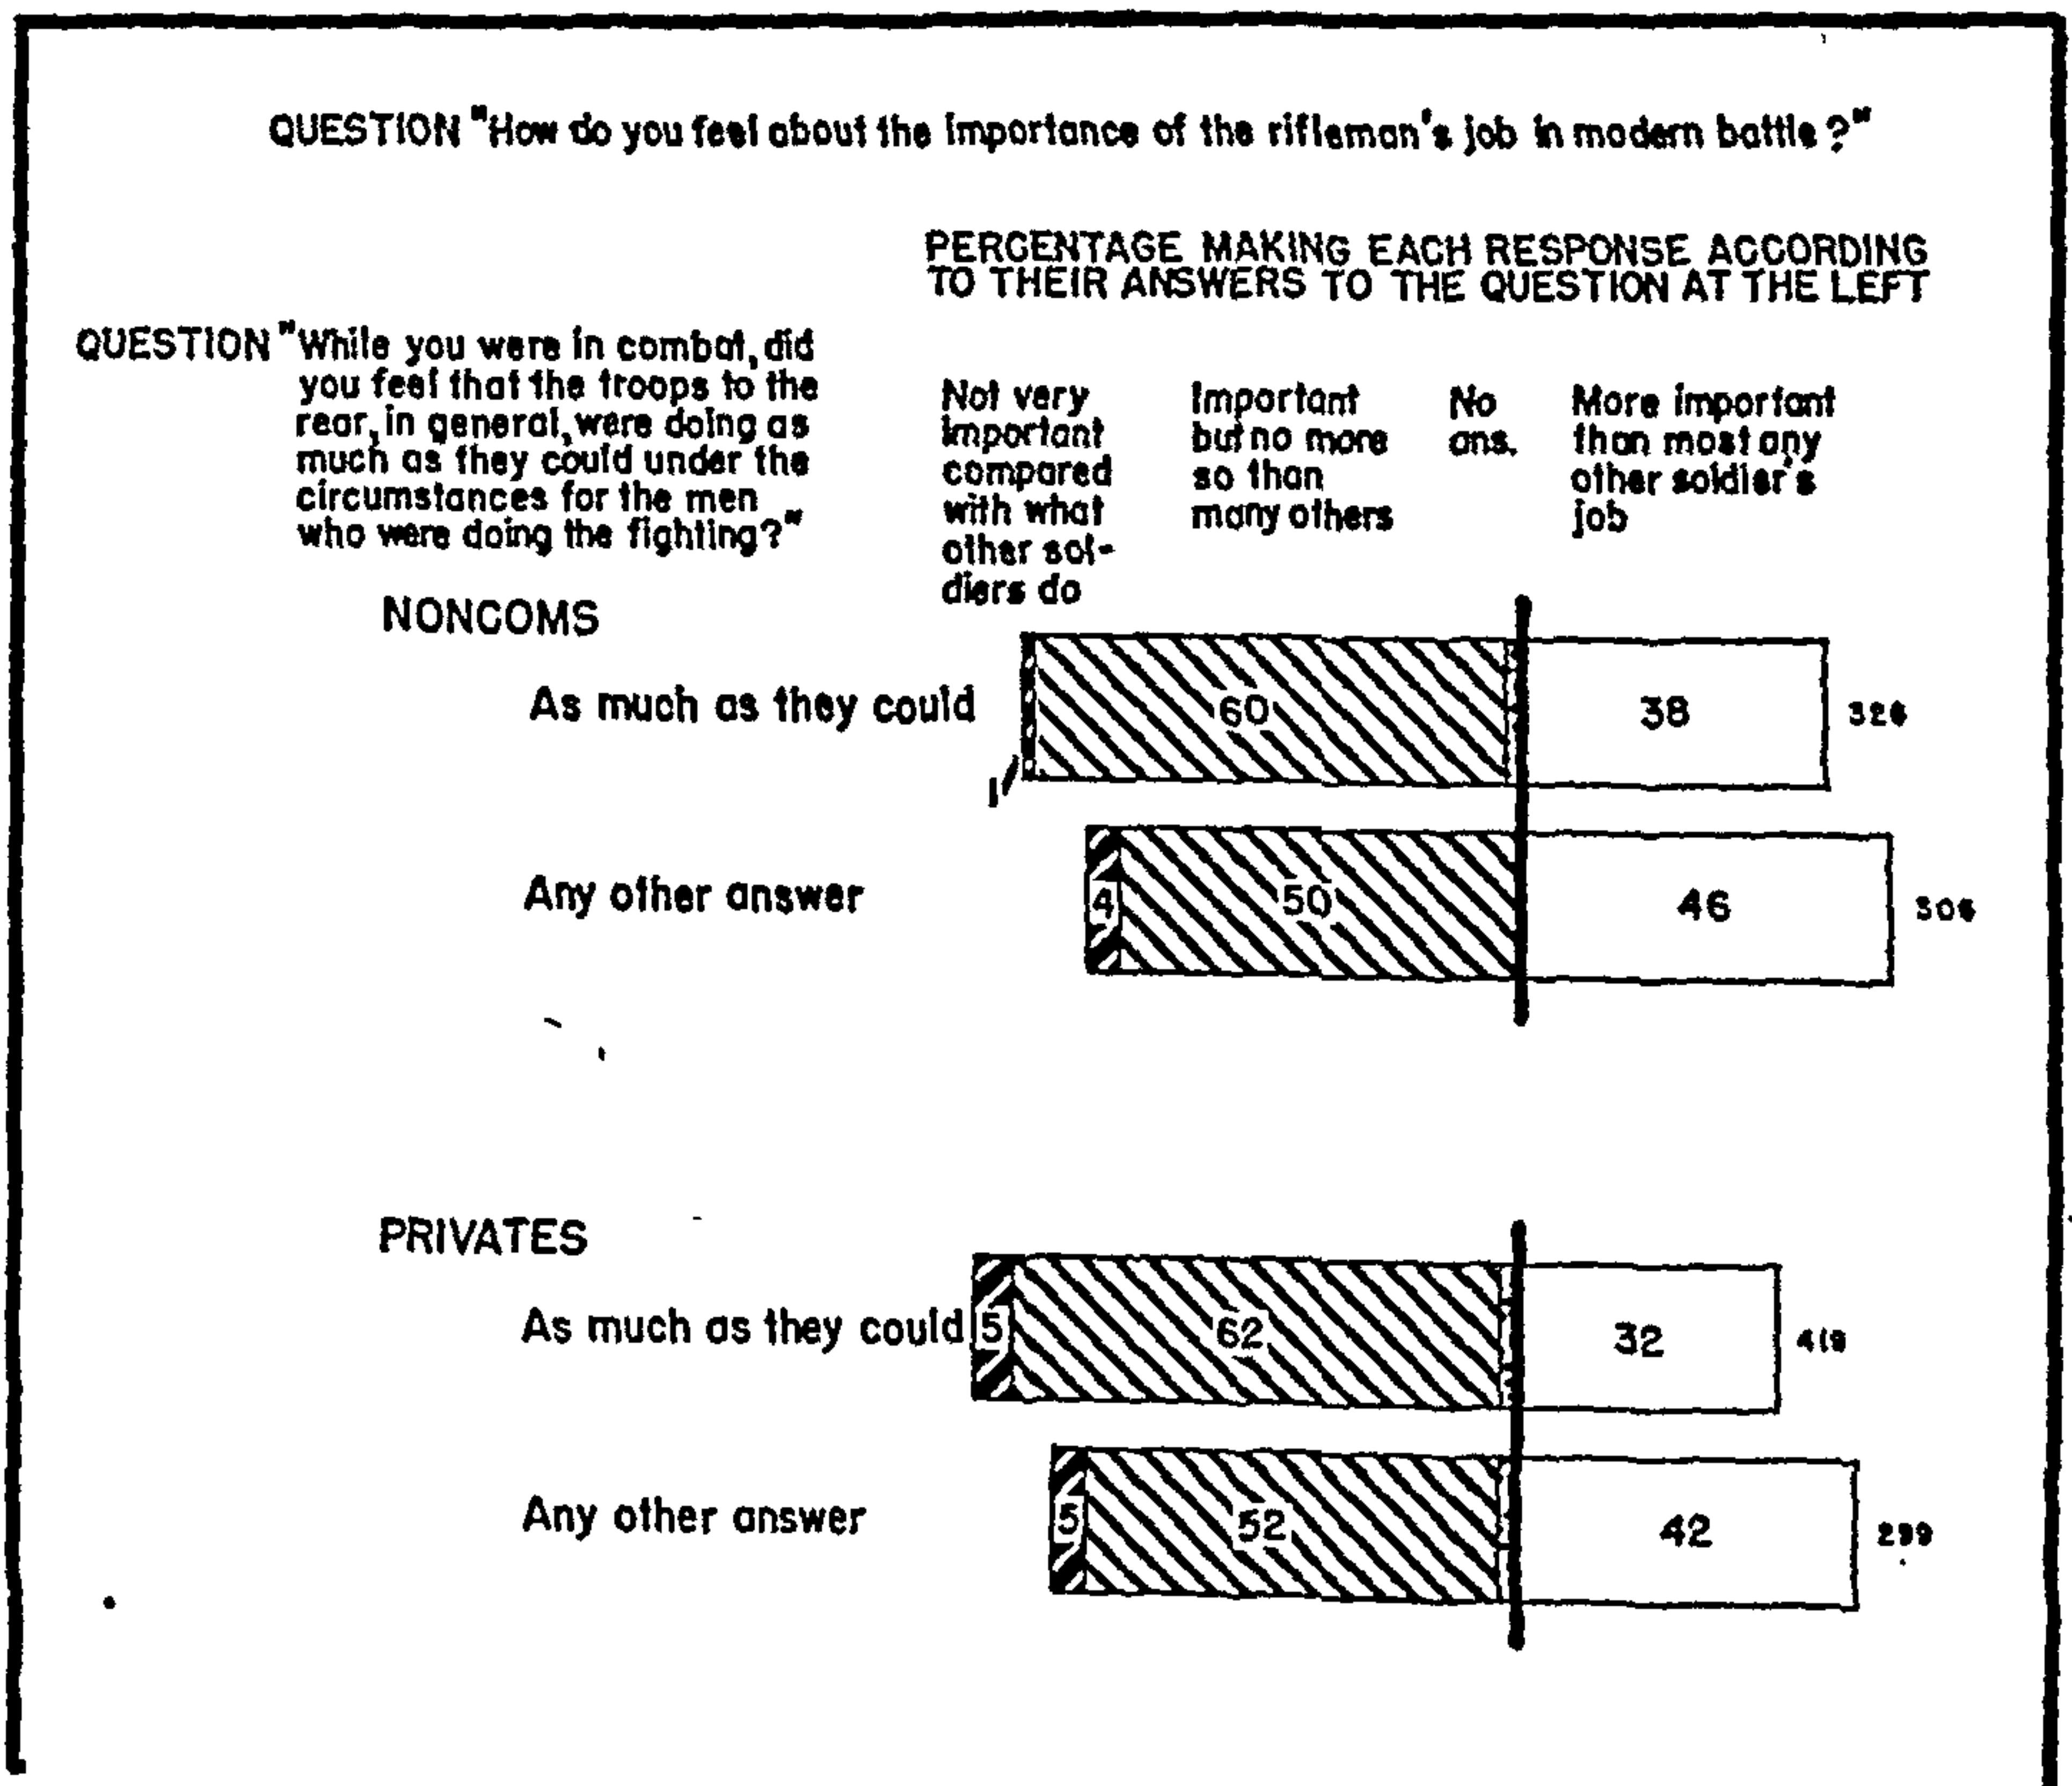 QUESTION "How do you feel about the importance of the rifleman's job in modern battle?"
PERCENTAGE MAKING EACH RESPONSE ACCORDING
TO THEIR ANSWERS TO THE QUESTION AT THE LEFT
QUESTION "While you were in combat, did
you feel that the troops to the
rear, in general, were doing as
much as they could under the
circumstances for the men
who were doing the fighting?"
Not very
important
compared
with what
other sol-
diers do
Important
but no more
so than
many others
No
ans.
More important
than most any
other soldier's
job
NONCOMS
As much as they could
1
60
38
Any other answer
4
50
46
PRIVATES
As much as they could
5
62
32
Any other answer
5
52
42
299